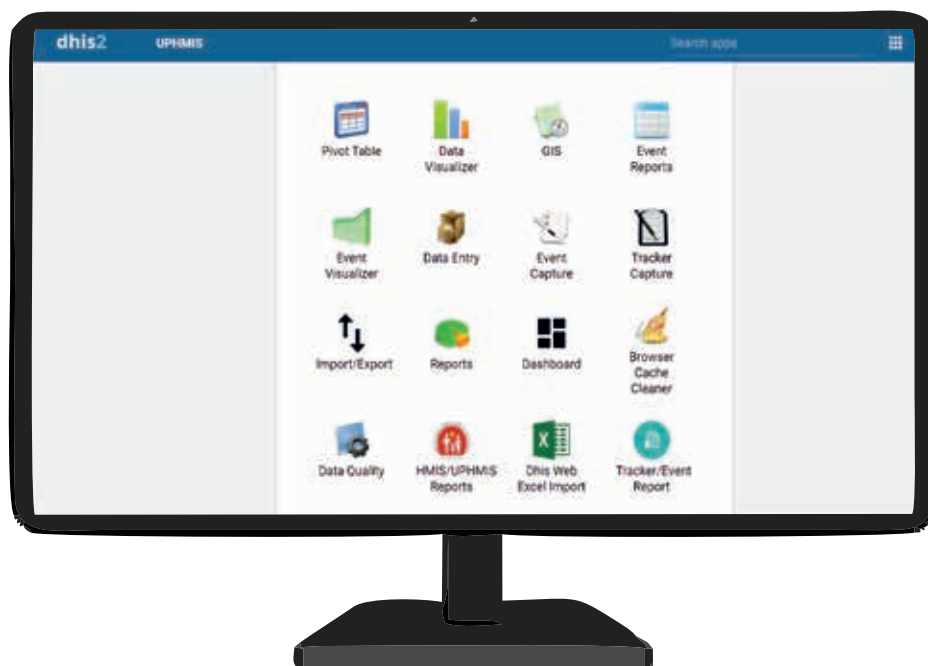 dhis2 UPHMIS Search apps
Pivot Table
Data
Visualizer
GIS
Event
Reports
Event
Visualizer
Data Entry
Event
Capture
Tracker
Capture
Import/Export
Reports
Dashboard
Browser
Cache
Cleaner
Data Quality
HMIS/UPHMIS
Reports
Dhis Web
Excel Import
Tracker/Event
Report